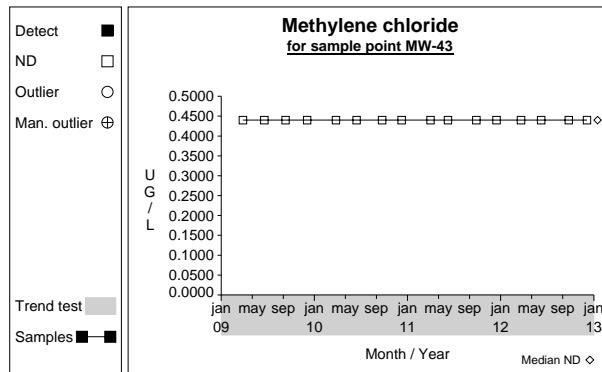 Detect
ND
Outlier
Man. outlier
Trend test
Samples
Methylene chloride
for sample point MW-43
U
G
/
L
0.5000
0.4500
0.4000
0.3500
0.3000
0.2500
0.2000
0.1500
0.1000
0.0500
0.0000
jan may sep jan may sep jan may sep jan may sep jan
09 10 11 12 13
Month / Year
Median ND